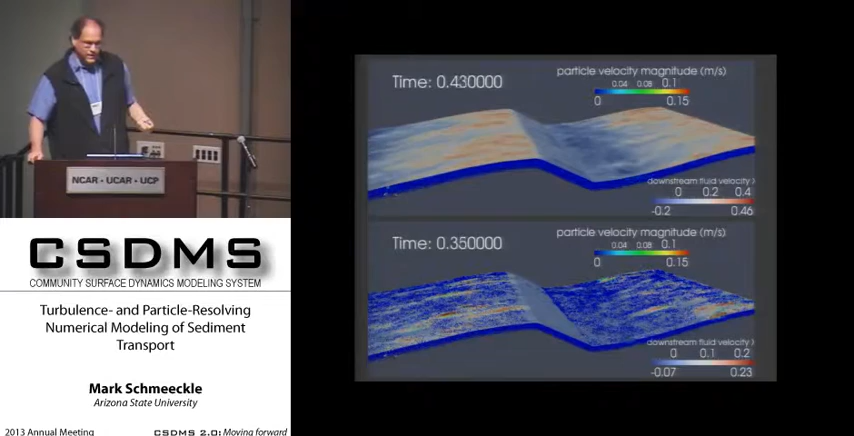 NCAR - UCAR - UCP
CSDMS
COMMUNITY SURFACE DYNAMICS MODELING SYSTEM
Turbulence- and Particle-Resolving
Numerical Modeling of Sediment
Transport
Mark Schmeeckle
Arizona State University
2013 Annual Meeting
CSDMS 2.0: Moving forward
Time: 0.430000
particle velocity magnitude (m/s)
0.04 0.08 0.1
0 0.15
downstream fluid velocity
0 0.2 0.4
-0.2 0.46
Time: 0.350000
particle velocity magnitude (m/s)
0.04 0.08 0.1
0 0.15
downstream fluid velocity
0 0.1 0.2
-0.07 0.23